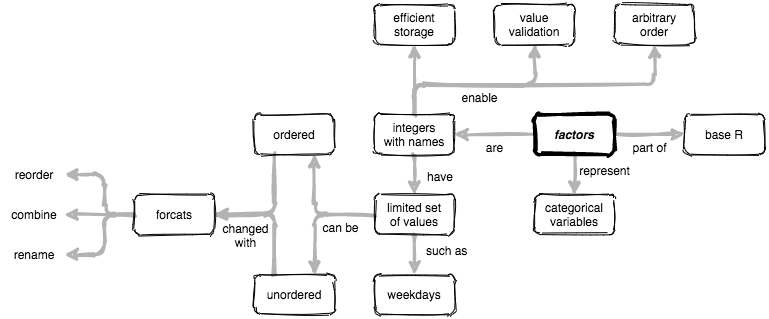 efficient
storage
value
validation
arbitrary
order
enable
ordered
integers
with names
are
factors
part of
base R
reorder
combine
rename
forcats
changed
with
can be
have
limited set
of values
represent
categorical
variables
such as
unordered
weekdays